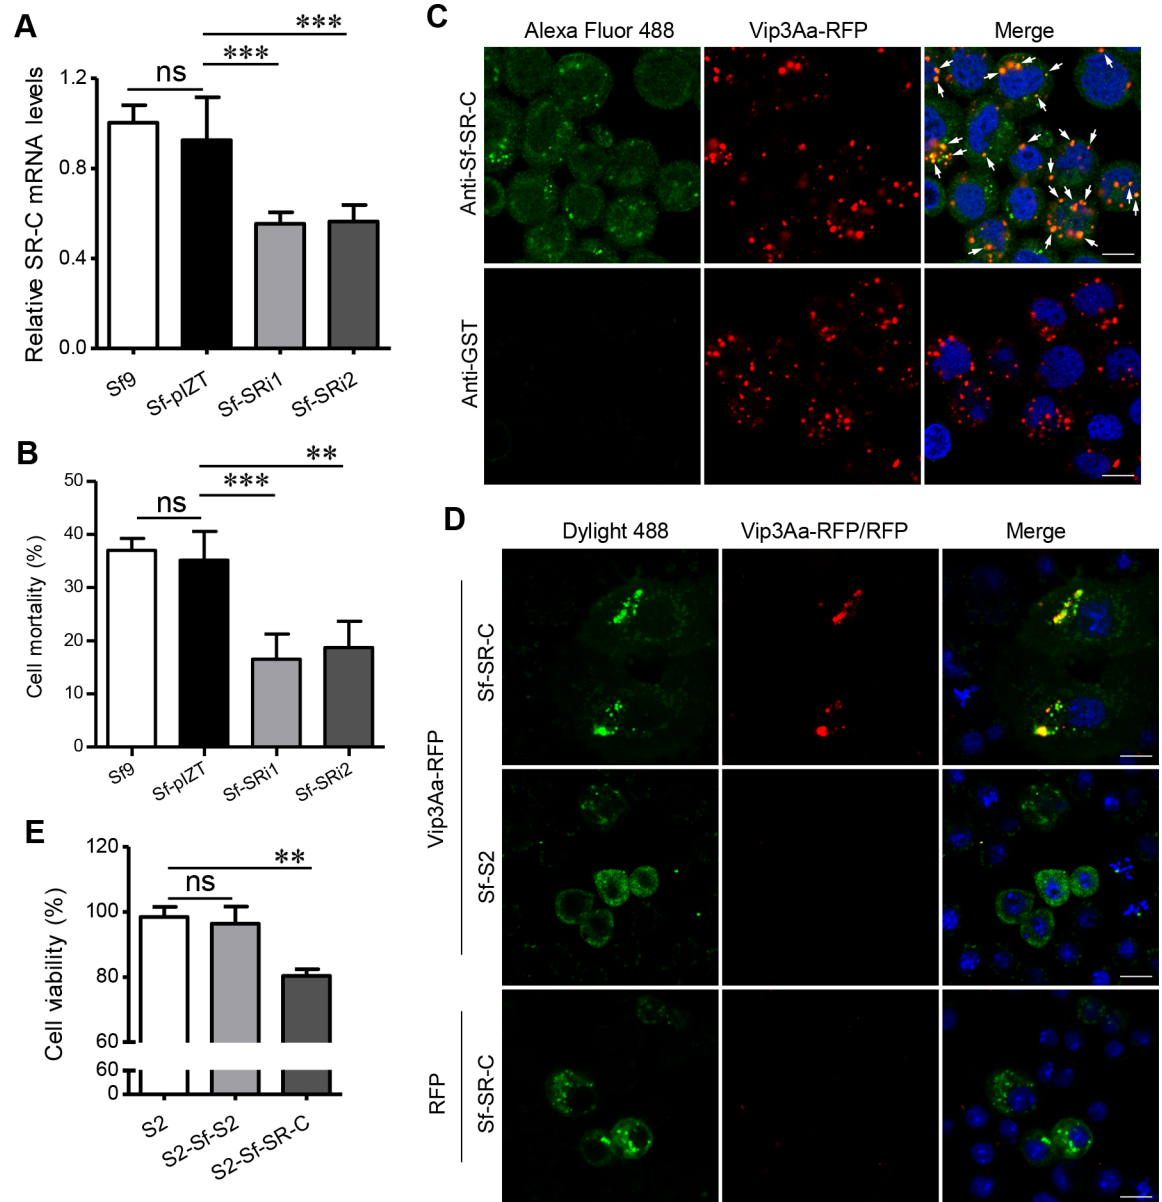 A
Relative SR-C mRNA levels
1.2
0.8
0.4
0.0
ns
***
***
Sf9
Sf-pIZT
Sf-SRi1
Sf-SRi2
B
Cell mortality (%)
50
40
30
20
10
0
ns
***
**
Sf9
Sf-pIZT
Sf-SRi1
Sf-SRi2
E
Cell viability (%)
120
100
80
60
60
0
ns
**
S2
S2-Sf-S2
S2-Sf-SR-C
C
Alexa Fluor 488
Vip3Aa-RFP
Merge
Anti-Sf-SR-C
Anti-GST
D
Dylight 488
Vip3Aa-RFP/RFP
Merge
Vip3Aa-RFP
Sf-SR-C
Sf-S2
RFP
Sf-SR-C